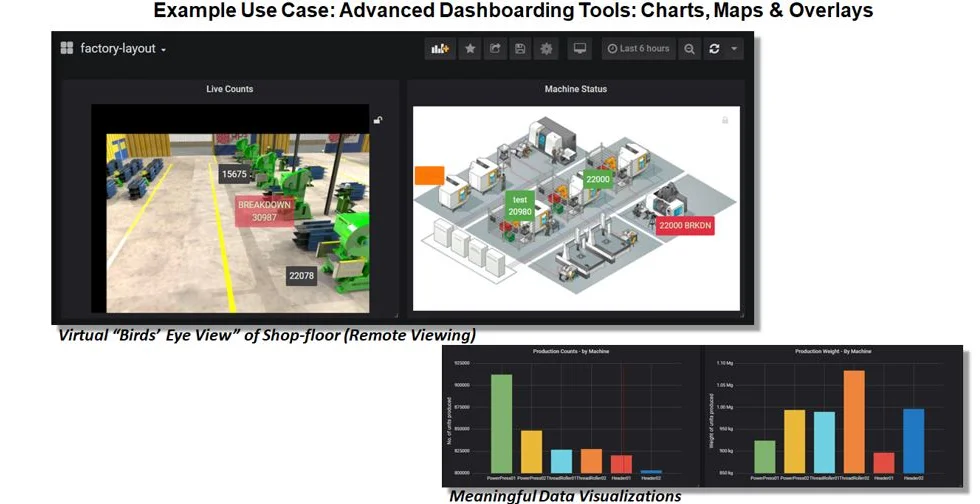 Example Use Case: Advanced Dashboarding Tools: Charts, Maps & Overlays
factory-layout
Last 6 hours
Live Counts
Machine Status
15675
BREAKDOWN
30987
22078
22000
test
20980
22000 BRKDN
Virtual “Birds’ Eye View” of Shop-floor (Remote Viewing)
Production Counts - by Machine
No. of units produced
925000
900000
875000
850000
825000
800000
PowerPress01 PowerPress02 ThreadRoller01 ThreadRoller02 Header01 Header02
Production Weight - By Machine
Weight of units produced
1.10 Mg
1.05 Mg
1.00 Mg
950 kg
900 kg
850 kg
PowerPress01 PowerPress02 ThreadRoller01 ThreadRoller02 Header01 Header02
Meaningful Data Visualizations